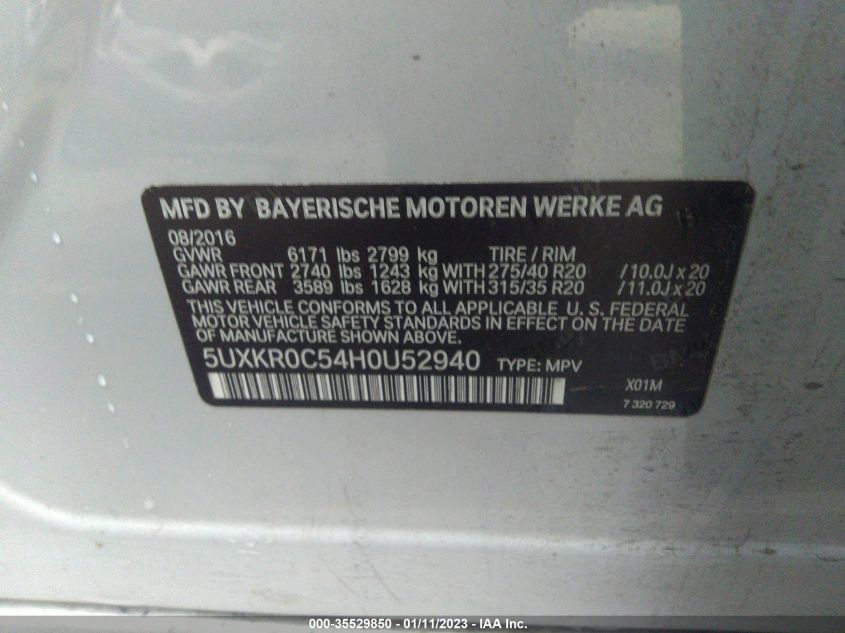 MFD BY BAYERISCHE MOTOREN WERKE AG
08/2016
GVWR 6171 lbs 2799 kg TIRE / RIM
GAWR FRONT 2740 lbs 1243 kg WITH 275/40 R20 / 10.0J x 20
GAWR REAR 3589 lbs 1628 kg WITH 315/35 R20 / 11.0J x 20
THIS VEHICLE CONFORMS TO ALL APPLICABLE U. S. FEDERAL
MOTOR VEHICLE SAFETY STANDARDS IN EFFECT ON THE DATE
OF MANUFACTURE SHOWN ABOVE.
5UXKR0C54H0U52940 TYPE: MPV
X01M
7 320 729
000-35529850 - 01/11/2023 - IAA Inc.